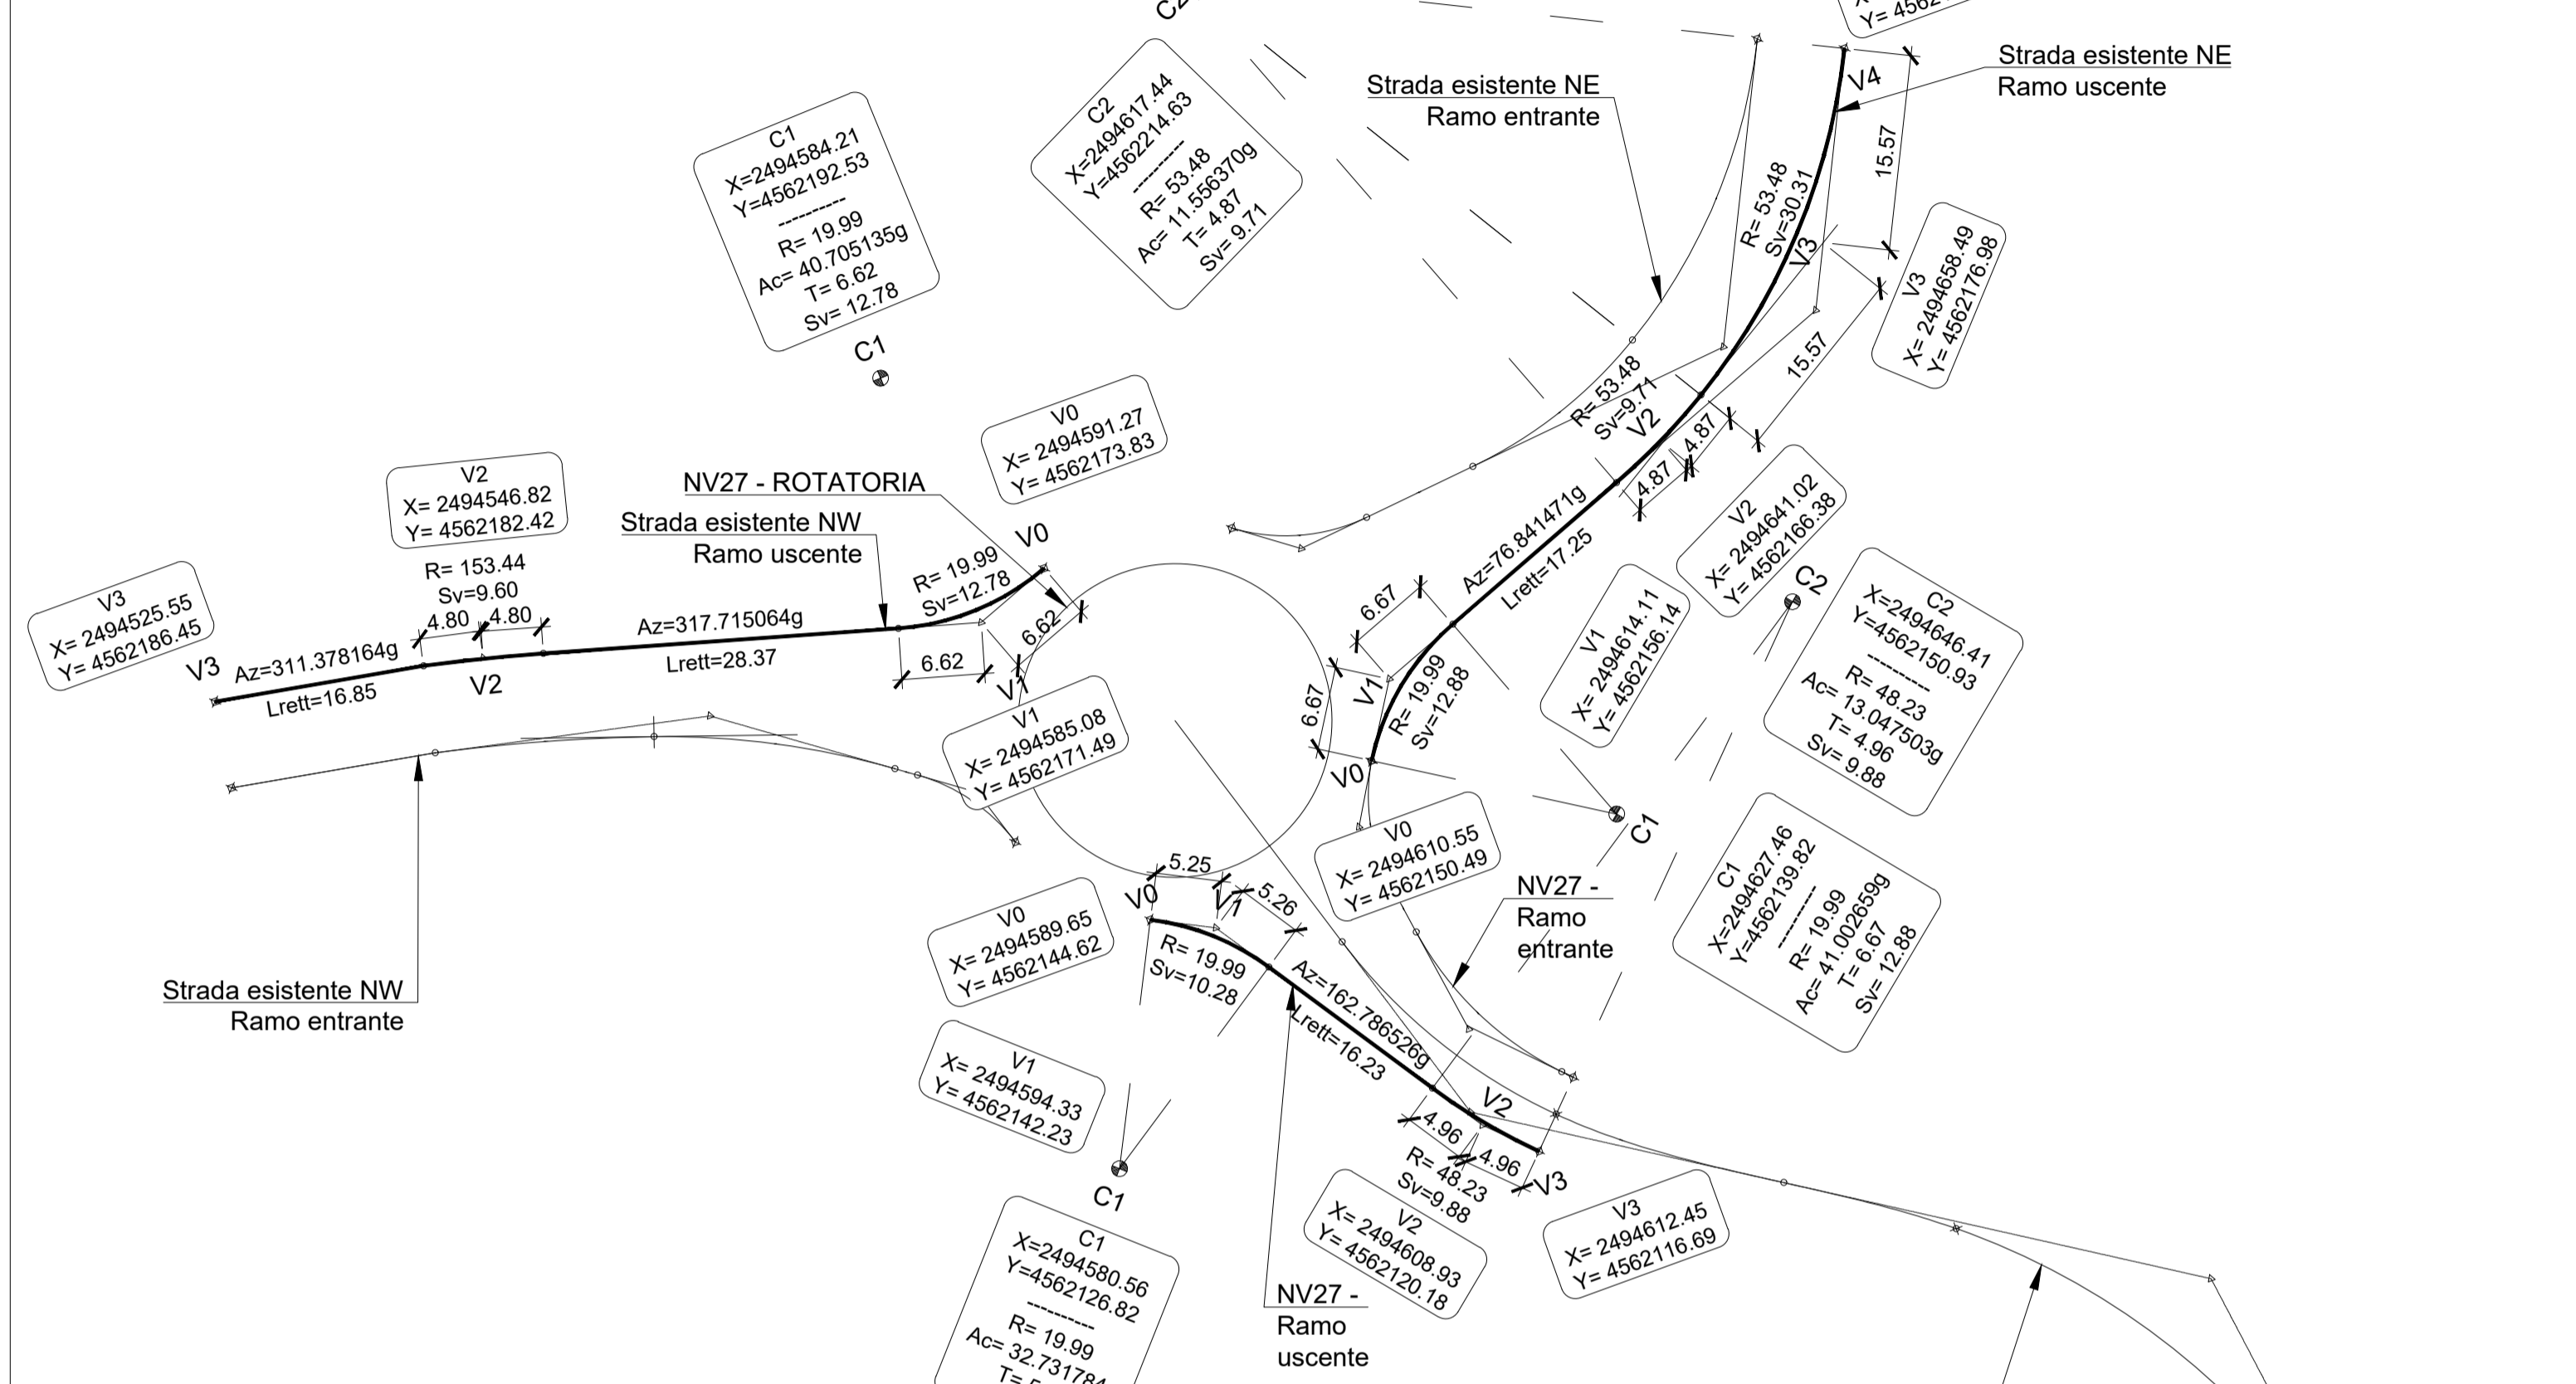 C2
Y= 4562
C1
X=2494584.21
Y=4562192.53
----------
R= 19.99
Ac= 40.705135g
T= 6.62
Sv= 12.78
C1
C2
X=2494617.44
Y=4562214.63
----------
R= 53.48
Ac= 11.556370g
T= 4.87
Sv= 9.71
Strada esistente NE
Ramo entrante
Strada esistente NE
Ramo uscente
V4
15.57
R= 53.48
Sv=30.31
V3
V3
X= 2494658.49
Y= 4562176.98
15.57
R= 53.48
Sv=9.71
V2
4.87
4.87
V2
X= 2494641.02
Y= 4562166.38
Az=76.841471g
Lrett=17.25
V0
X= 2494591.27
Y= 4562173.83
NV27 - ROTATORIA
Strada esistente NW
Ramo uscente
V0
R= 19.99
Sv=12.78
6.62
6.62
V1
V2
X= 2494546.82
Y= 4562182.42
R= 153.44
Sv=9.60
4.80
4.80
Az=317.715064g
Lrett=28.37
V3
X= 2494525.55
Y= 4562186.45
V3
Az=311.378164g
Lrett=16.85
V2
V1
X= 2494585.08
Y= 4562171.49
6.67
6.67
V1
R= 19.99
Sv=12.88
V0
V1
X= 2494614.11
Y= 4562156.14
C2
C2
X=2494646.41
Y=4562150.93
----------
R= 48.23
Ac= 13.047503g
T= 4.96
Sv= 9.88
C1
C1
X=2494627.46
Y=4562139.82
----------
R= 19.99
Ac= 41.002659g
T= 6.67
Sv= 12.88
V0
X= 2494610.55
Y= 4562150.49
NV27 -
Ramo
entrante
Strada esistente NW
Ramo entrante
5.25
V0
V1
5.26
R= 19.99
Sv=10.28
Az=162.786526g
Lrett=16.23
V0
X= 2494589.65
Y= 4562144.62
V1
X= 2494594.33
Y= 4562142.23
C1
C1
X=2494580.56
Y=4562126.82
----------
R= 19.99
Ac= 32.731784
T=
V2
4.96
4.96
V3
R= 48.23
Sv=9.88
V2
X= 2494608.93
Y= 4562120.18
V3
X= 2494612.45
Y= 4562116.69
NV27 -
Ramo
uscente